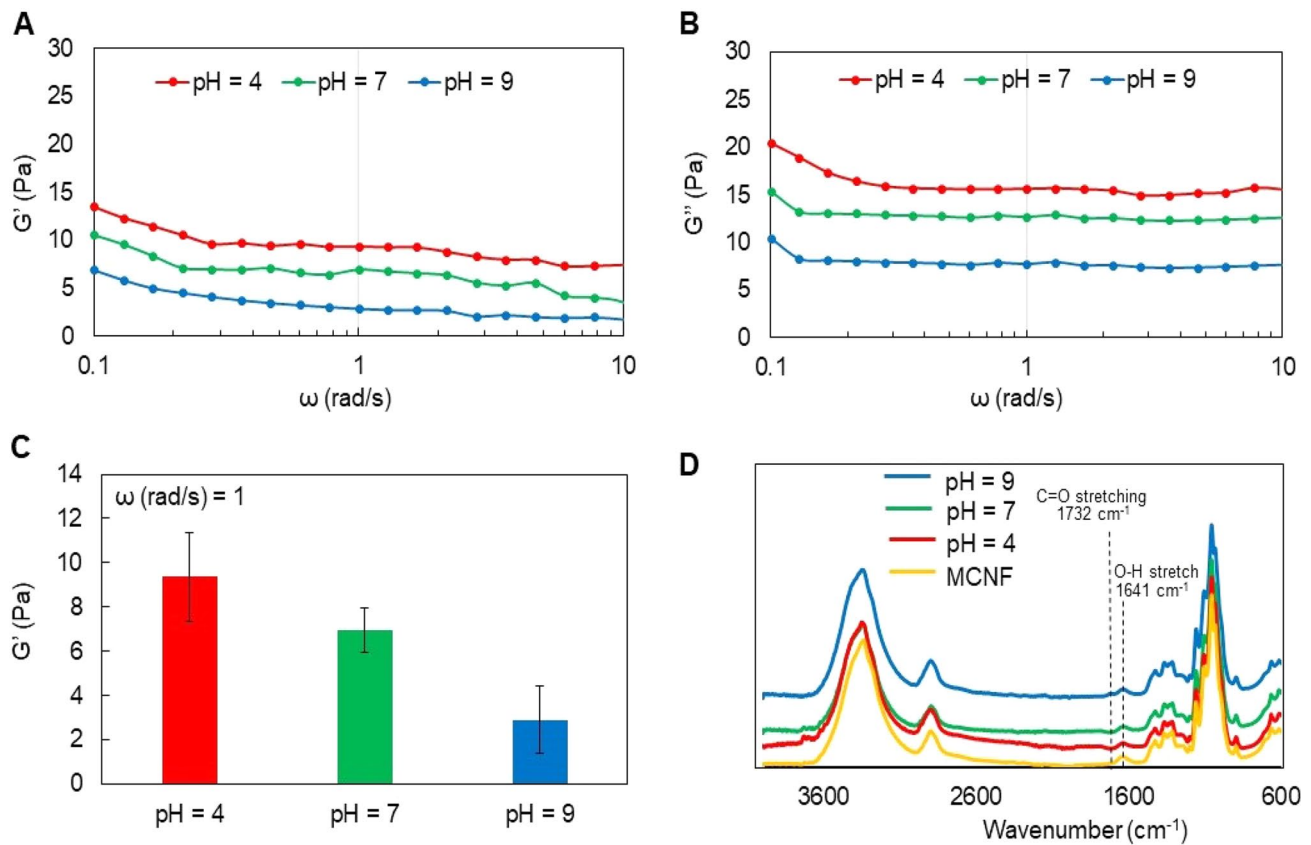 A
30
25
20
15
10
5
0
G' (Pa)
pH = 4 pH = 7 pH = 9
0.1 1 10
ω (rad/s)
B
30
25
20
15
10
5
0
G'' (Pa)
pH = 4 pH = 7 pH = 9
0.1 1 10
ω (rad/s)
C
14
12
10
8
6
4
2
0
G' (Pa)
ω (rad/s) = 1
pH = 4 pH = 7 pH = 9
D
pH = 9
pH = 7
pH = 4
MCNF
C=O stretching
1732 cm⁻¹
O-H stretch
1641 cm⁻¹
3600 2600 1600 600
Wavenumber (cm⁻¹)